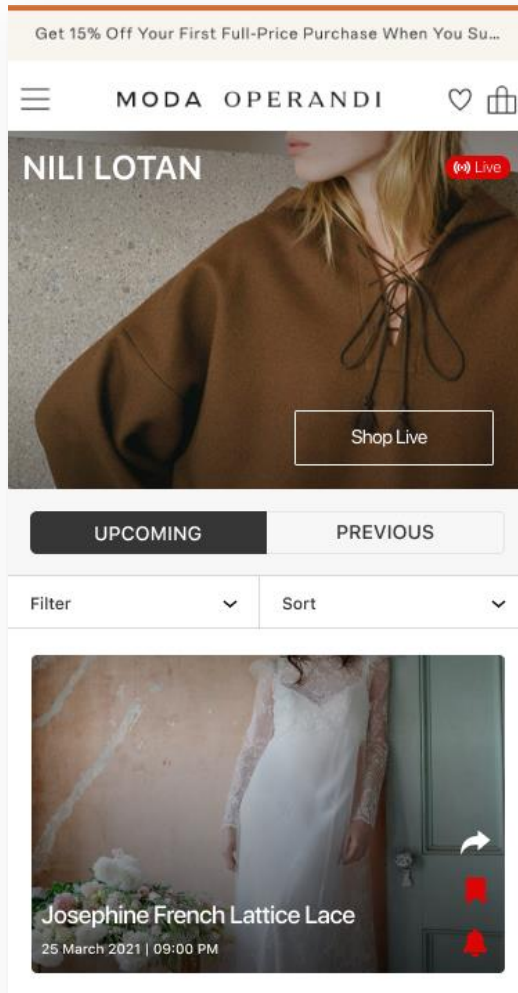 Get 15% Off Your First Full-Price Purchase When You Su...
MODA OPERANDI
NILI LOTAN
Live
Shop Live
UPCOMING
PREVIOUS
Filter
Sort
Josephine French Lattice Lace
25 March 2021 | 09:00 PM